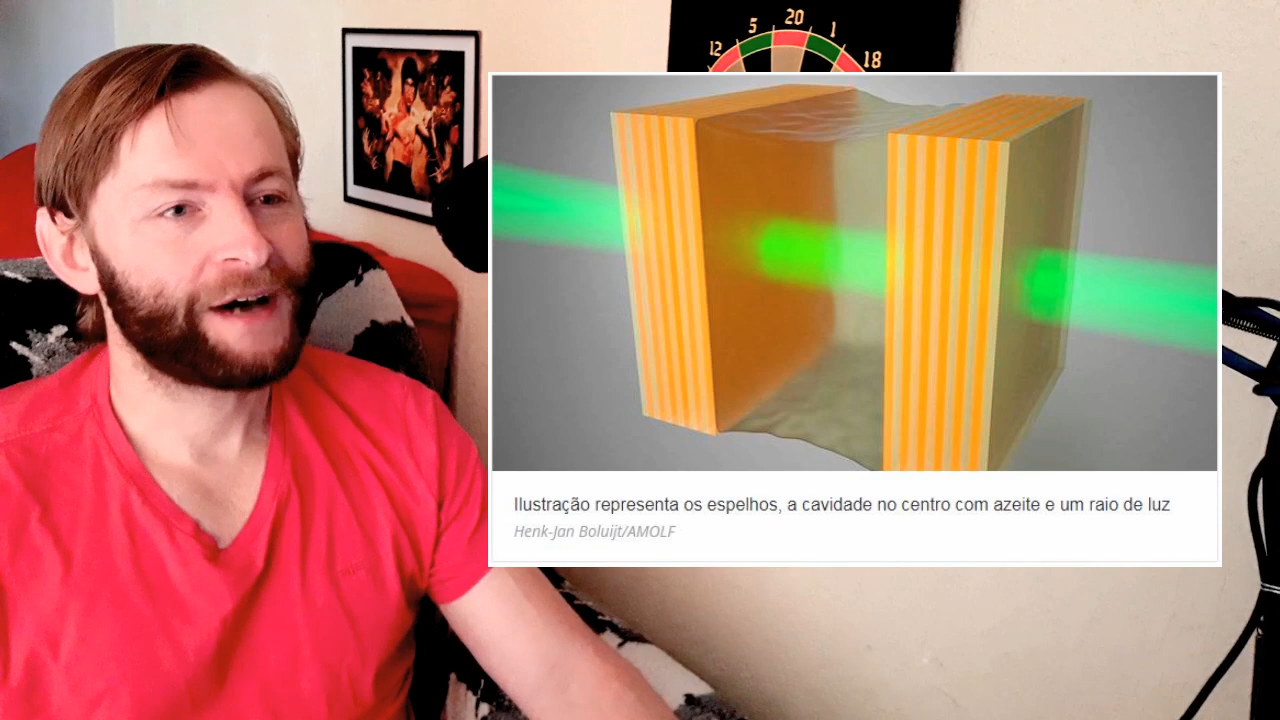 12 5 20 1 18
Ilustração representa os espelhos, a cavidade no centro com azeite e um raio de luz
Henk-Jan Boluijt/AMOLF